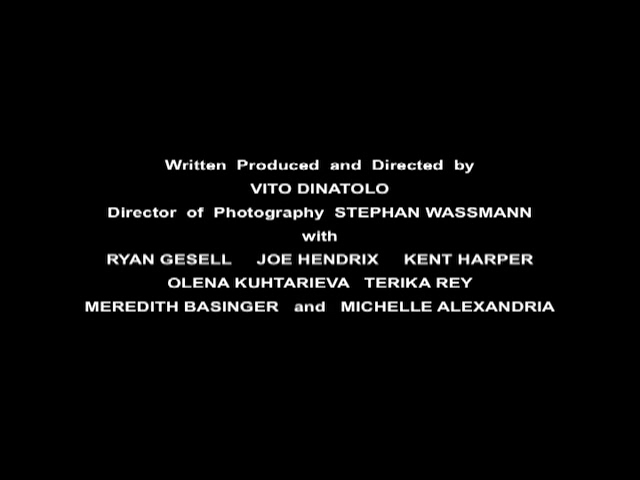 Written Produced and Directed by
VITO DINATOLO
Director of Photography STEPHAN WASSMANN
with
RYAN GESELL JOE HENDRIX KENT HARPER
OLENA KUHTARIEVA TERIKA REY
MEREDITH BASINGER and MICHELLE ALEXANDRIA